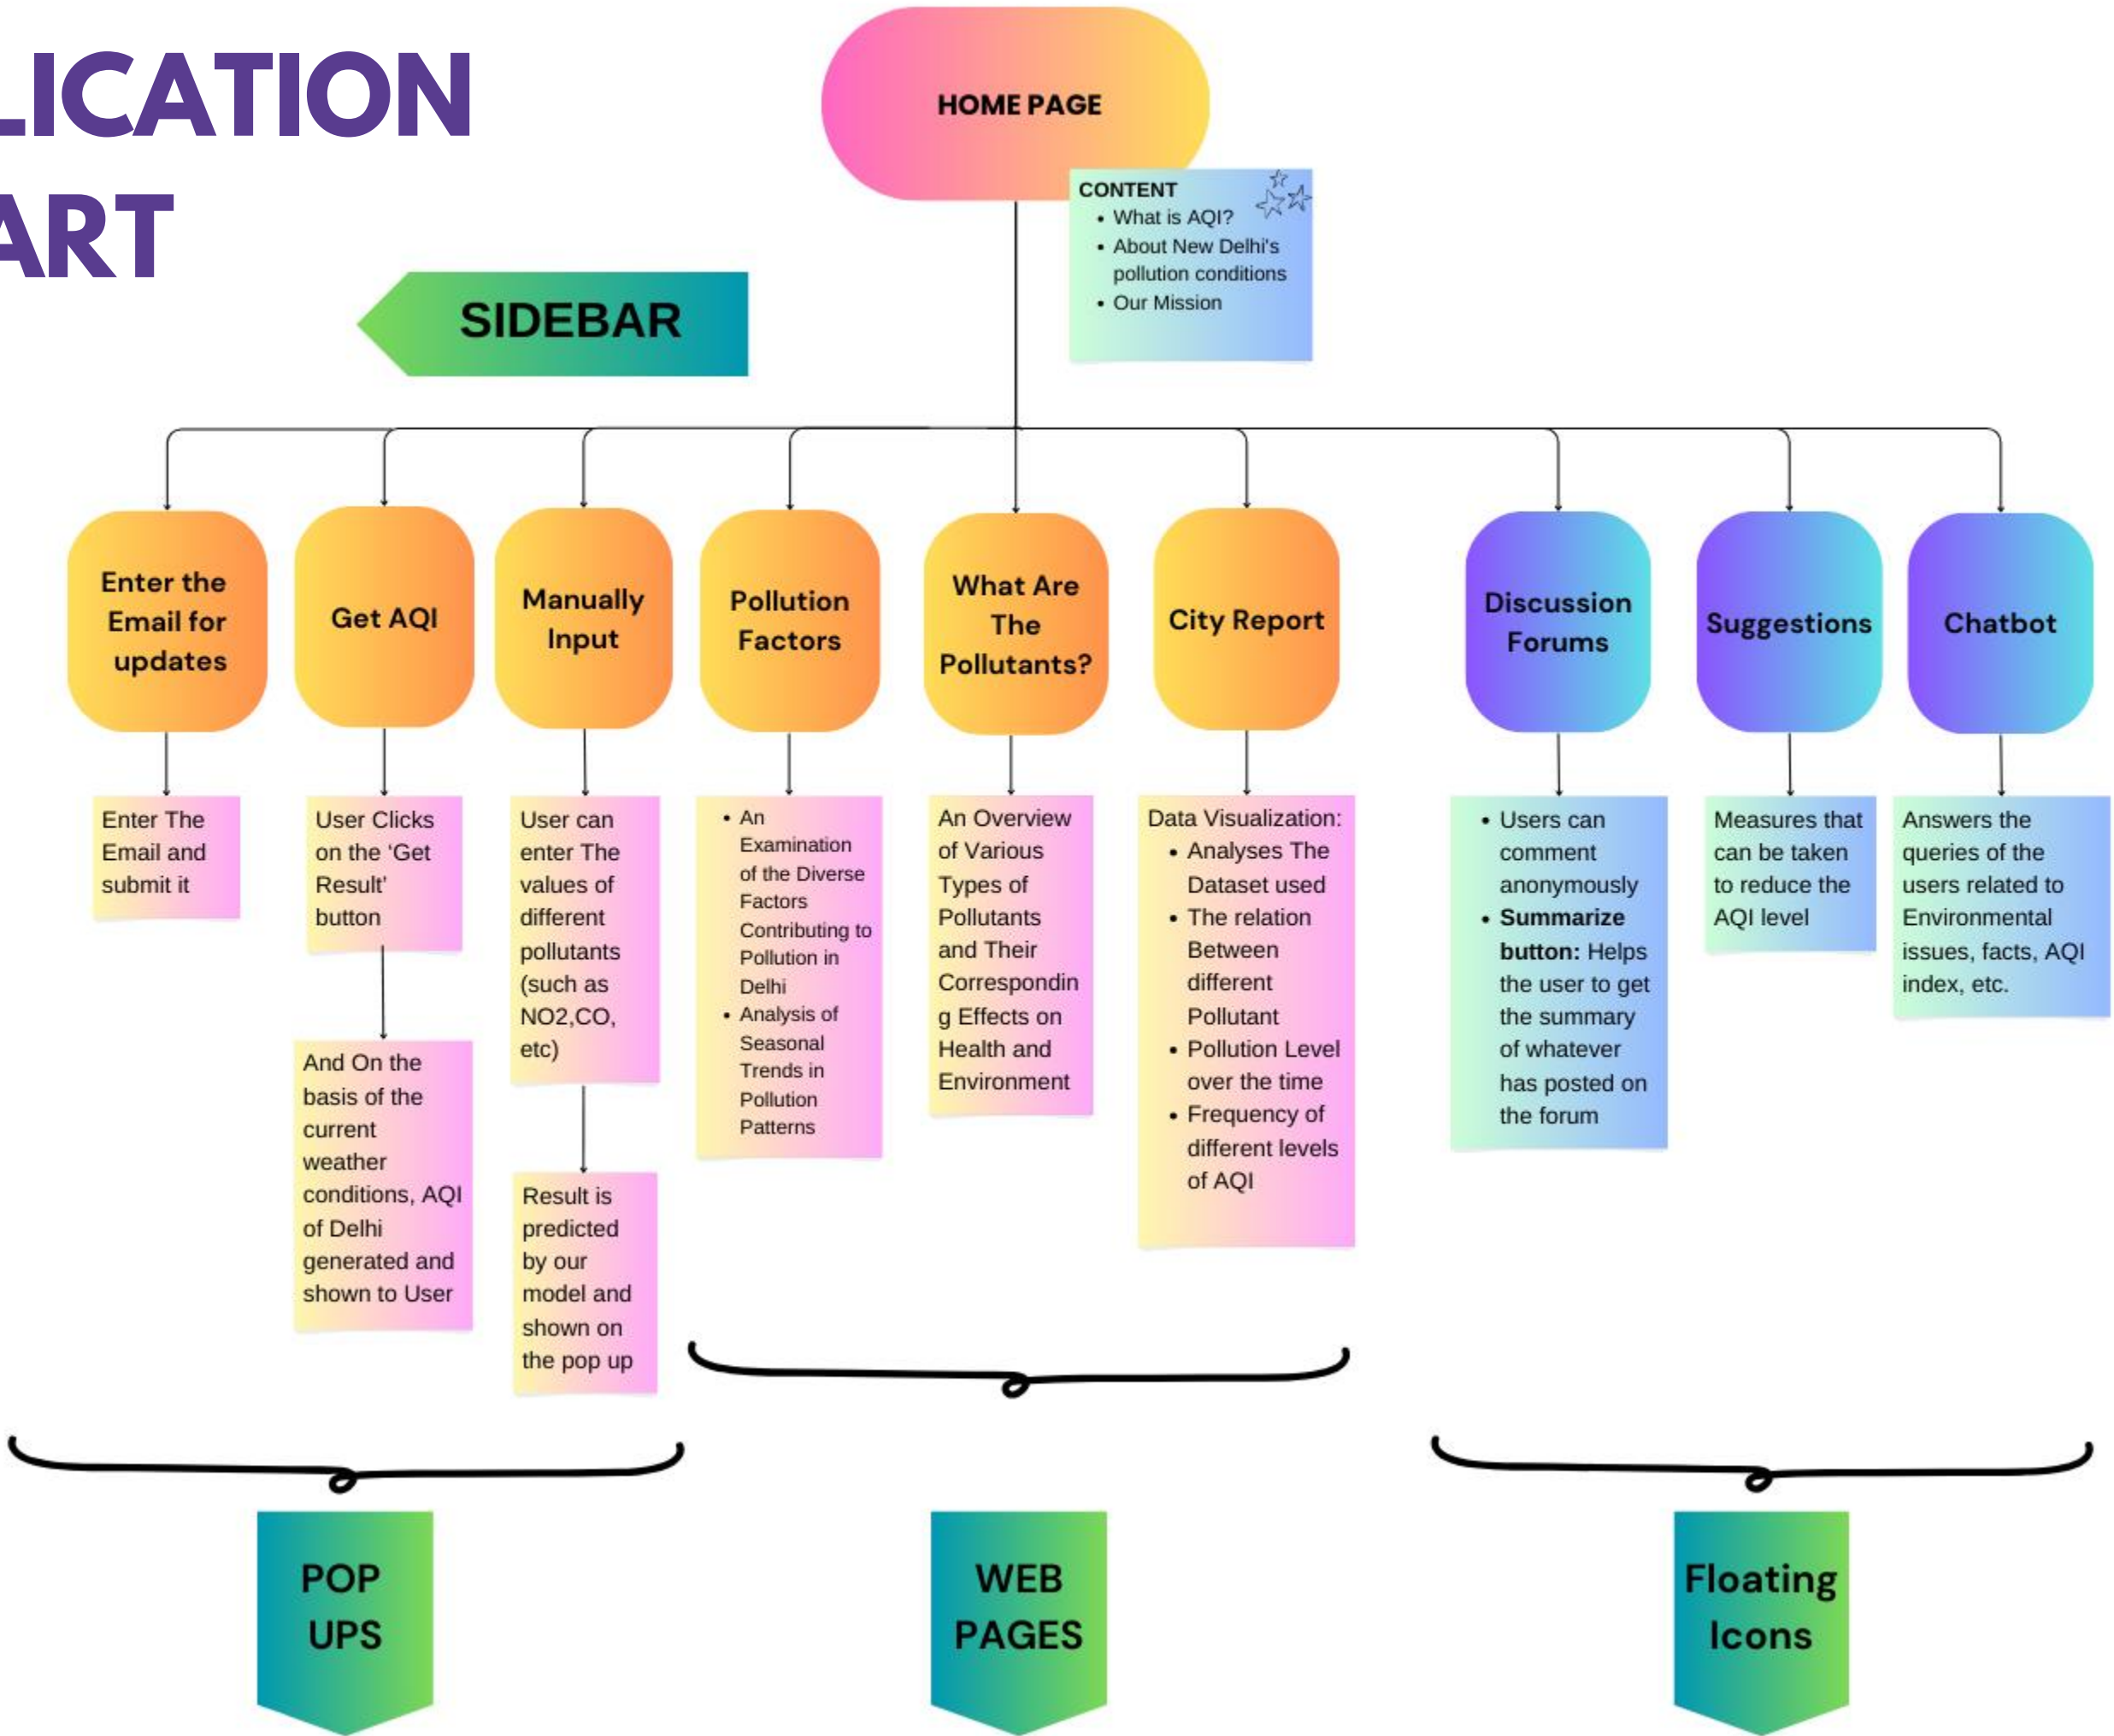 LICATION
ART
HOME PAGE
CONTENT
• What is AQI?
• About New Delhi's
pollution conditions
• Our Mission
SIDEBAR
Enter the
Email for
updates
Get AQI
Manually
Input
Pollution
Factors
What Are
The
Pollutants?
City Report
Discussion
Forums
Suggestions
Chatbot
Enter The
Email and
submit it
User Clicks
on the ‘Get
Result’
button
And On the
basis of the
current
weather
conditions, AQI
of Delhi
generated and
shown to User
User can
enter The
values of
different
pollutants
(such as
NO2,CO,
etc)
Result is
predicted
by our
model and
shown on
the pop up
• An
Examination
of the Diverse
Factors
Contributing to
Pollution in
Delhi
• Analysis of
Seasonal
Trends in
Pollution
Patterns
An Overview
of Various
Types of
Pollutants
and Their
Correspondin
g Effects on
Health and
Environment
Data Visualization:
• Analyses The
Dataset used
• The relation
Between
different
Pollutant
• Pollution Level
over the time
• Frequency of
different levels
of AQI
• Users can
comment
anonymously
• Summarize
button: Helps
the user to get
the summary
of whatever
has posted on
the forum
Measures that
can be taken
to reduce the
AQI level
Answers the
queries of the
users related to
Environmental
issues, facts, AQI
index, etc.
POP
UPS
WEB
PAGES
Floating
Icons